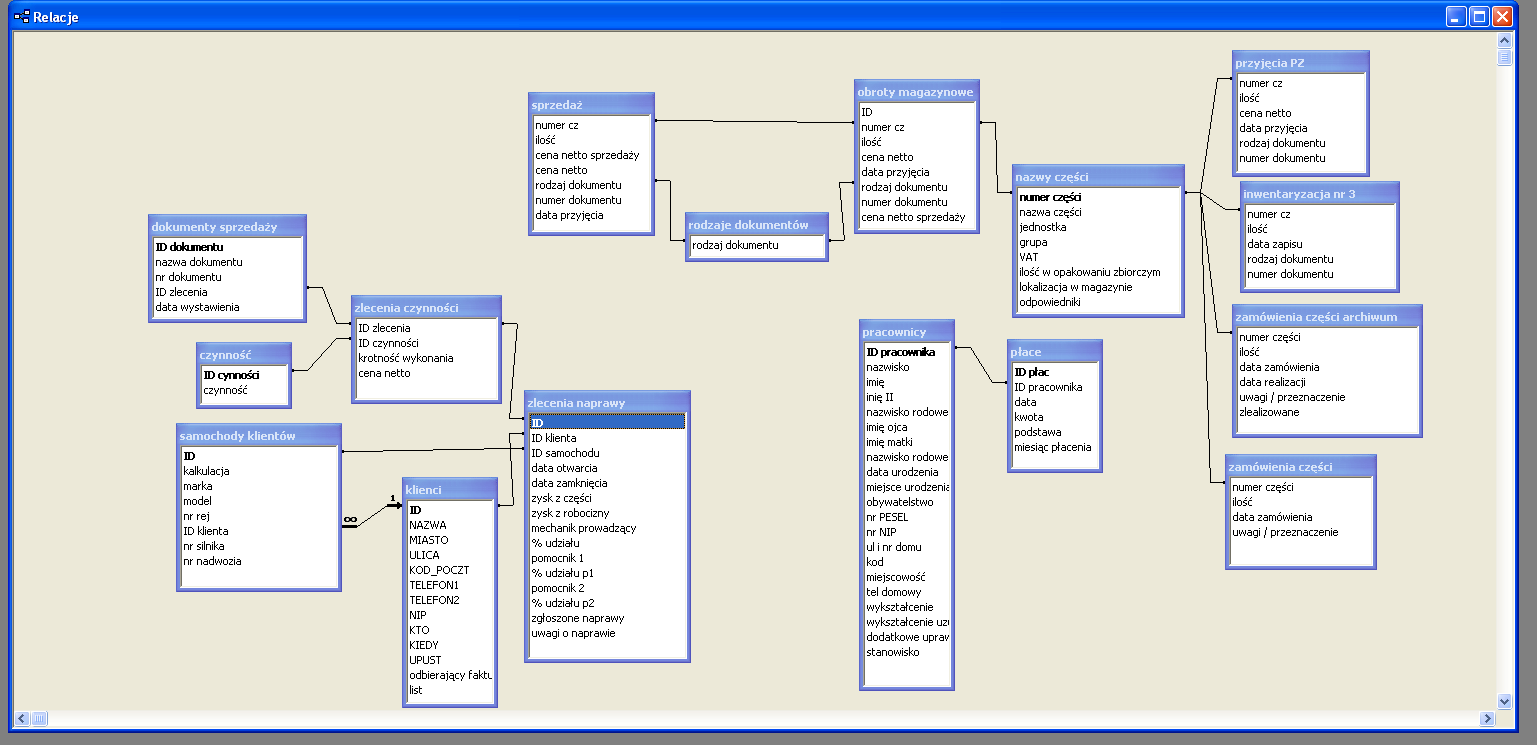 Relacje
sprzedaż
numer cz
ilość
cena netto sprzedaży
cena netto
rodzaj dokumentu
numer dokumentu
data przyjęcia
obroty magazynowe
ID
numer cz
ilość
cena netto
data przyjęcia
rodzaj dokumentu
numer dokumentu
cena netto sprzedaży
przyjęcia PZ
numer cz
ilość
cena netto
data przyjęcia
rodzaj dokumentu
numer dokumentu
nazwy części
numer części
nazwa części
jednostka
grupa
VAT
ilość w opakowaniu zbiorczym
lokalizacja w magazynie
odpowiedniki
inwentaryzacja nr 3
numer cz
ilość
data zapisu
rodzaj dokumentu
numer dokumentu
rodzaje dokumentów
rodzaj dokumentu
dokumenty sprzedaży
ID dokumentu
nazwa dokumentu
nr dokumentu
ID zlecenia
data wystawienia
zlecenia czynności
ID zlecenia
ID czynności
krotność wykonania
cena netto
czynność
ID cynności
czynność
zamówienia części archiwum
numer części
ilość
data zamówienia
data realizacji
uwagi / przeznaczenie
zlealizowane
pracownicy
ID pracownika
nazwisko
imię
inię II
nazwisko rodowe
imię ojca
imię matki
nazwisko rodowe
data urodzenia
miejsce urodzenia
obywatelstwo
nr PESEL
nr NIP
ul i nr domu
kod
miejscowość
tel domowy
wykształcenie
wykształcenie uzu
dodatkowe upraw
stanowisko
płace
ID płac
ID pracownika
data
kwota
podstawa
miesiąc płacenia
zlecenia naprawy
ID
ID klienta
ID samochodu
data otwarcia
data zamknięcia
zysk z części
zysk z robocizny
mechanik prowadzący
% udziału
pomocnik 1
% udziału p1
pomocnik 2
% udziału p2
zgłoszone naprawy
uwagi o naprawie
samochody klientów
ID
kalkulacja
marka
model
nr rej
ID klienta
nr silnika
nr nadwozia
∞
1
klienci
ID
NAZWA
MIASTO
ULICA
KOD_POCZT
TELEFON1
TELEFON2
NIP
KTO
KIEDY
UPUST
odbierający faktu
list
zamówienia części
numer części
ilość
data zamówienia
uwagi / przeznaczenie